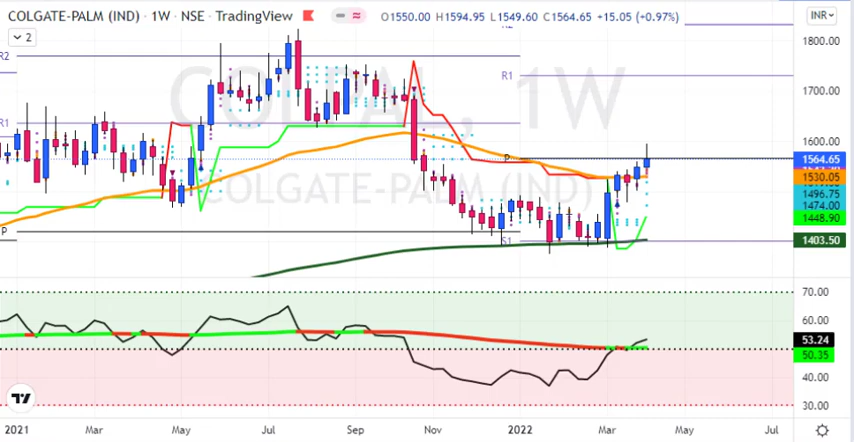 COLGATE-PALM (IND) · 1W · NSE · TradingView O1550.00 H1594.95 L1549.60 C1564.65 +15.05 (+0.97%) INR
2
R2
1800.00
R2
R1
1700.00
COLPAL, 1W
R1
1600.00
P
1564.65
1530.05
COLGATE-PALM (IND)
1496.75
1474.00
1448.90
P
S1
1403.50
70.00
60.00
53.24
50.35
40.00
30.00
2021 Mar May Jul Sep Nov 2022 Mar May Jul